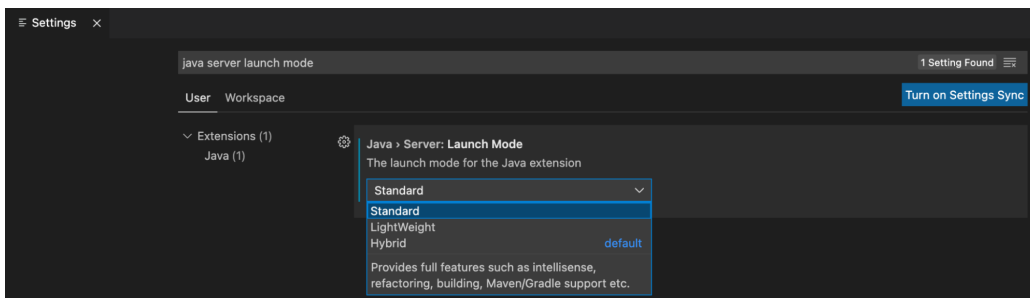 Settings
java server launch mode
1 Setting Found
User Workspace
Turn on Settings Sync
Extensions (1)
Java (1)
Java › Server: Launch Mode
The launch mode for the Java extension
Standard
Standard
LightWeight
Hybrid default
Provides full features such as intellisense,
refactoring, building, Maven/Gradle support etc.